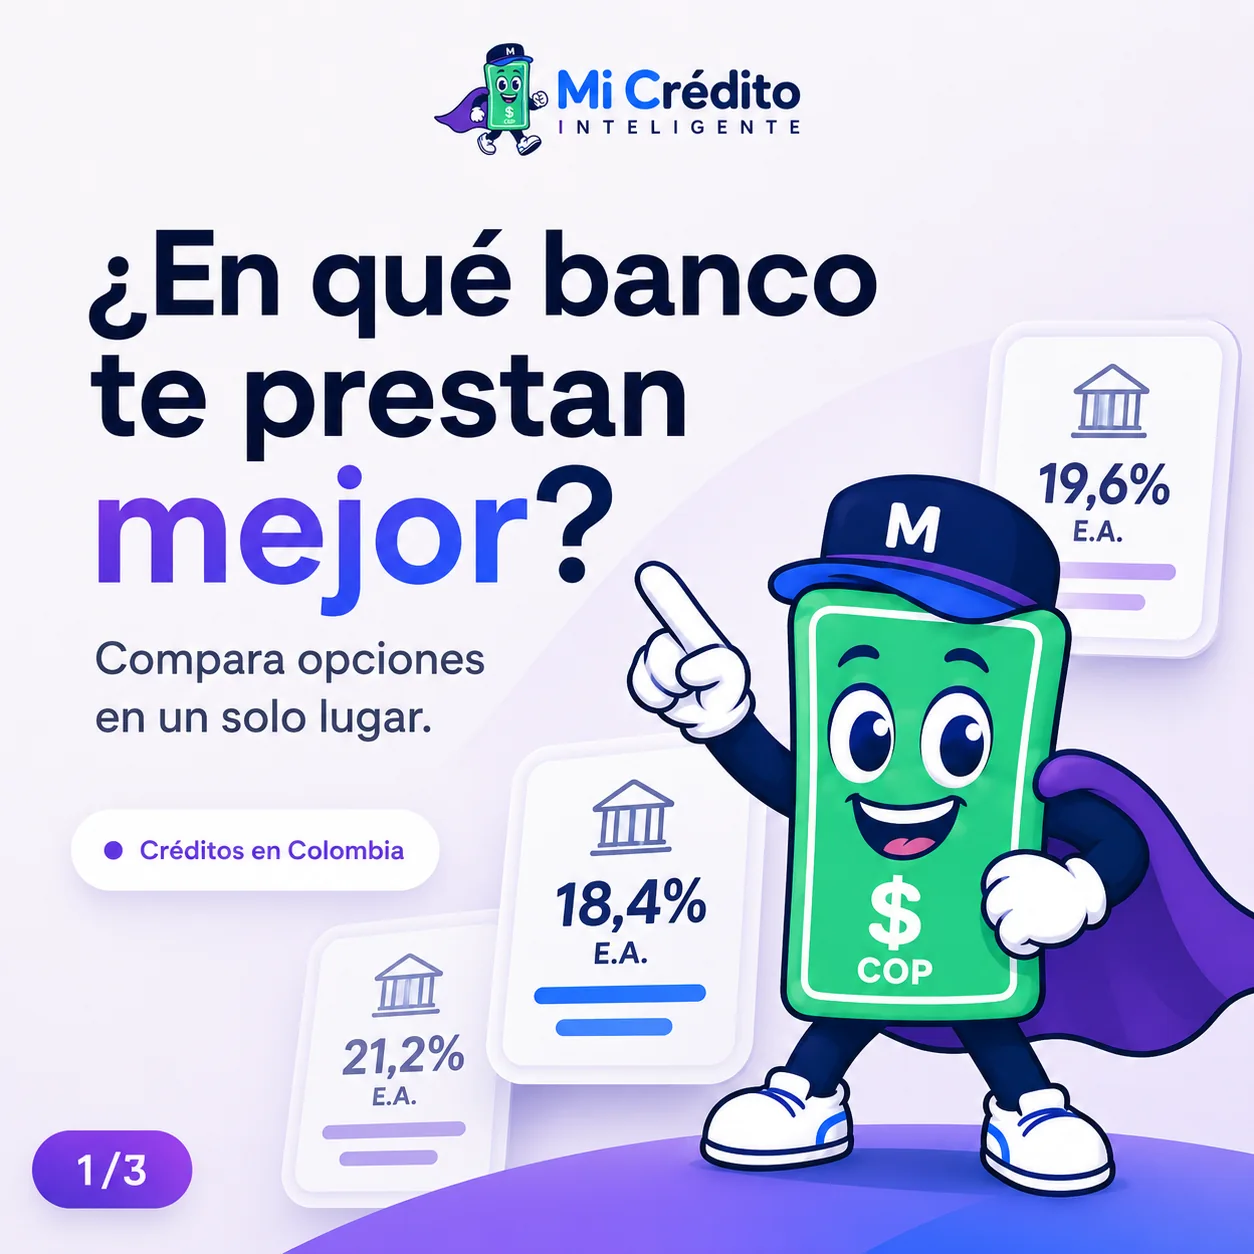 M
$
COP
Mi Crédito
INTELIGENTE
¿En qué banco
te prestan
mejor?
Compara opciones
en un solo lugar.
Créditos en Colombia
19,6%
E.A.
18,4%
E.A.
21,2%
E.A.
M
$
COP
1/3